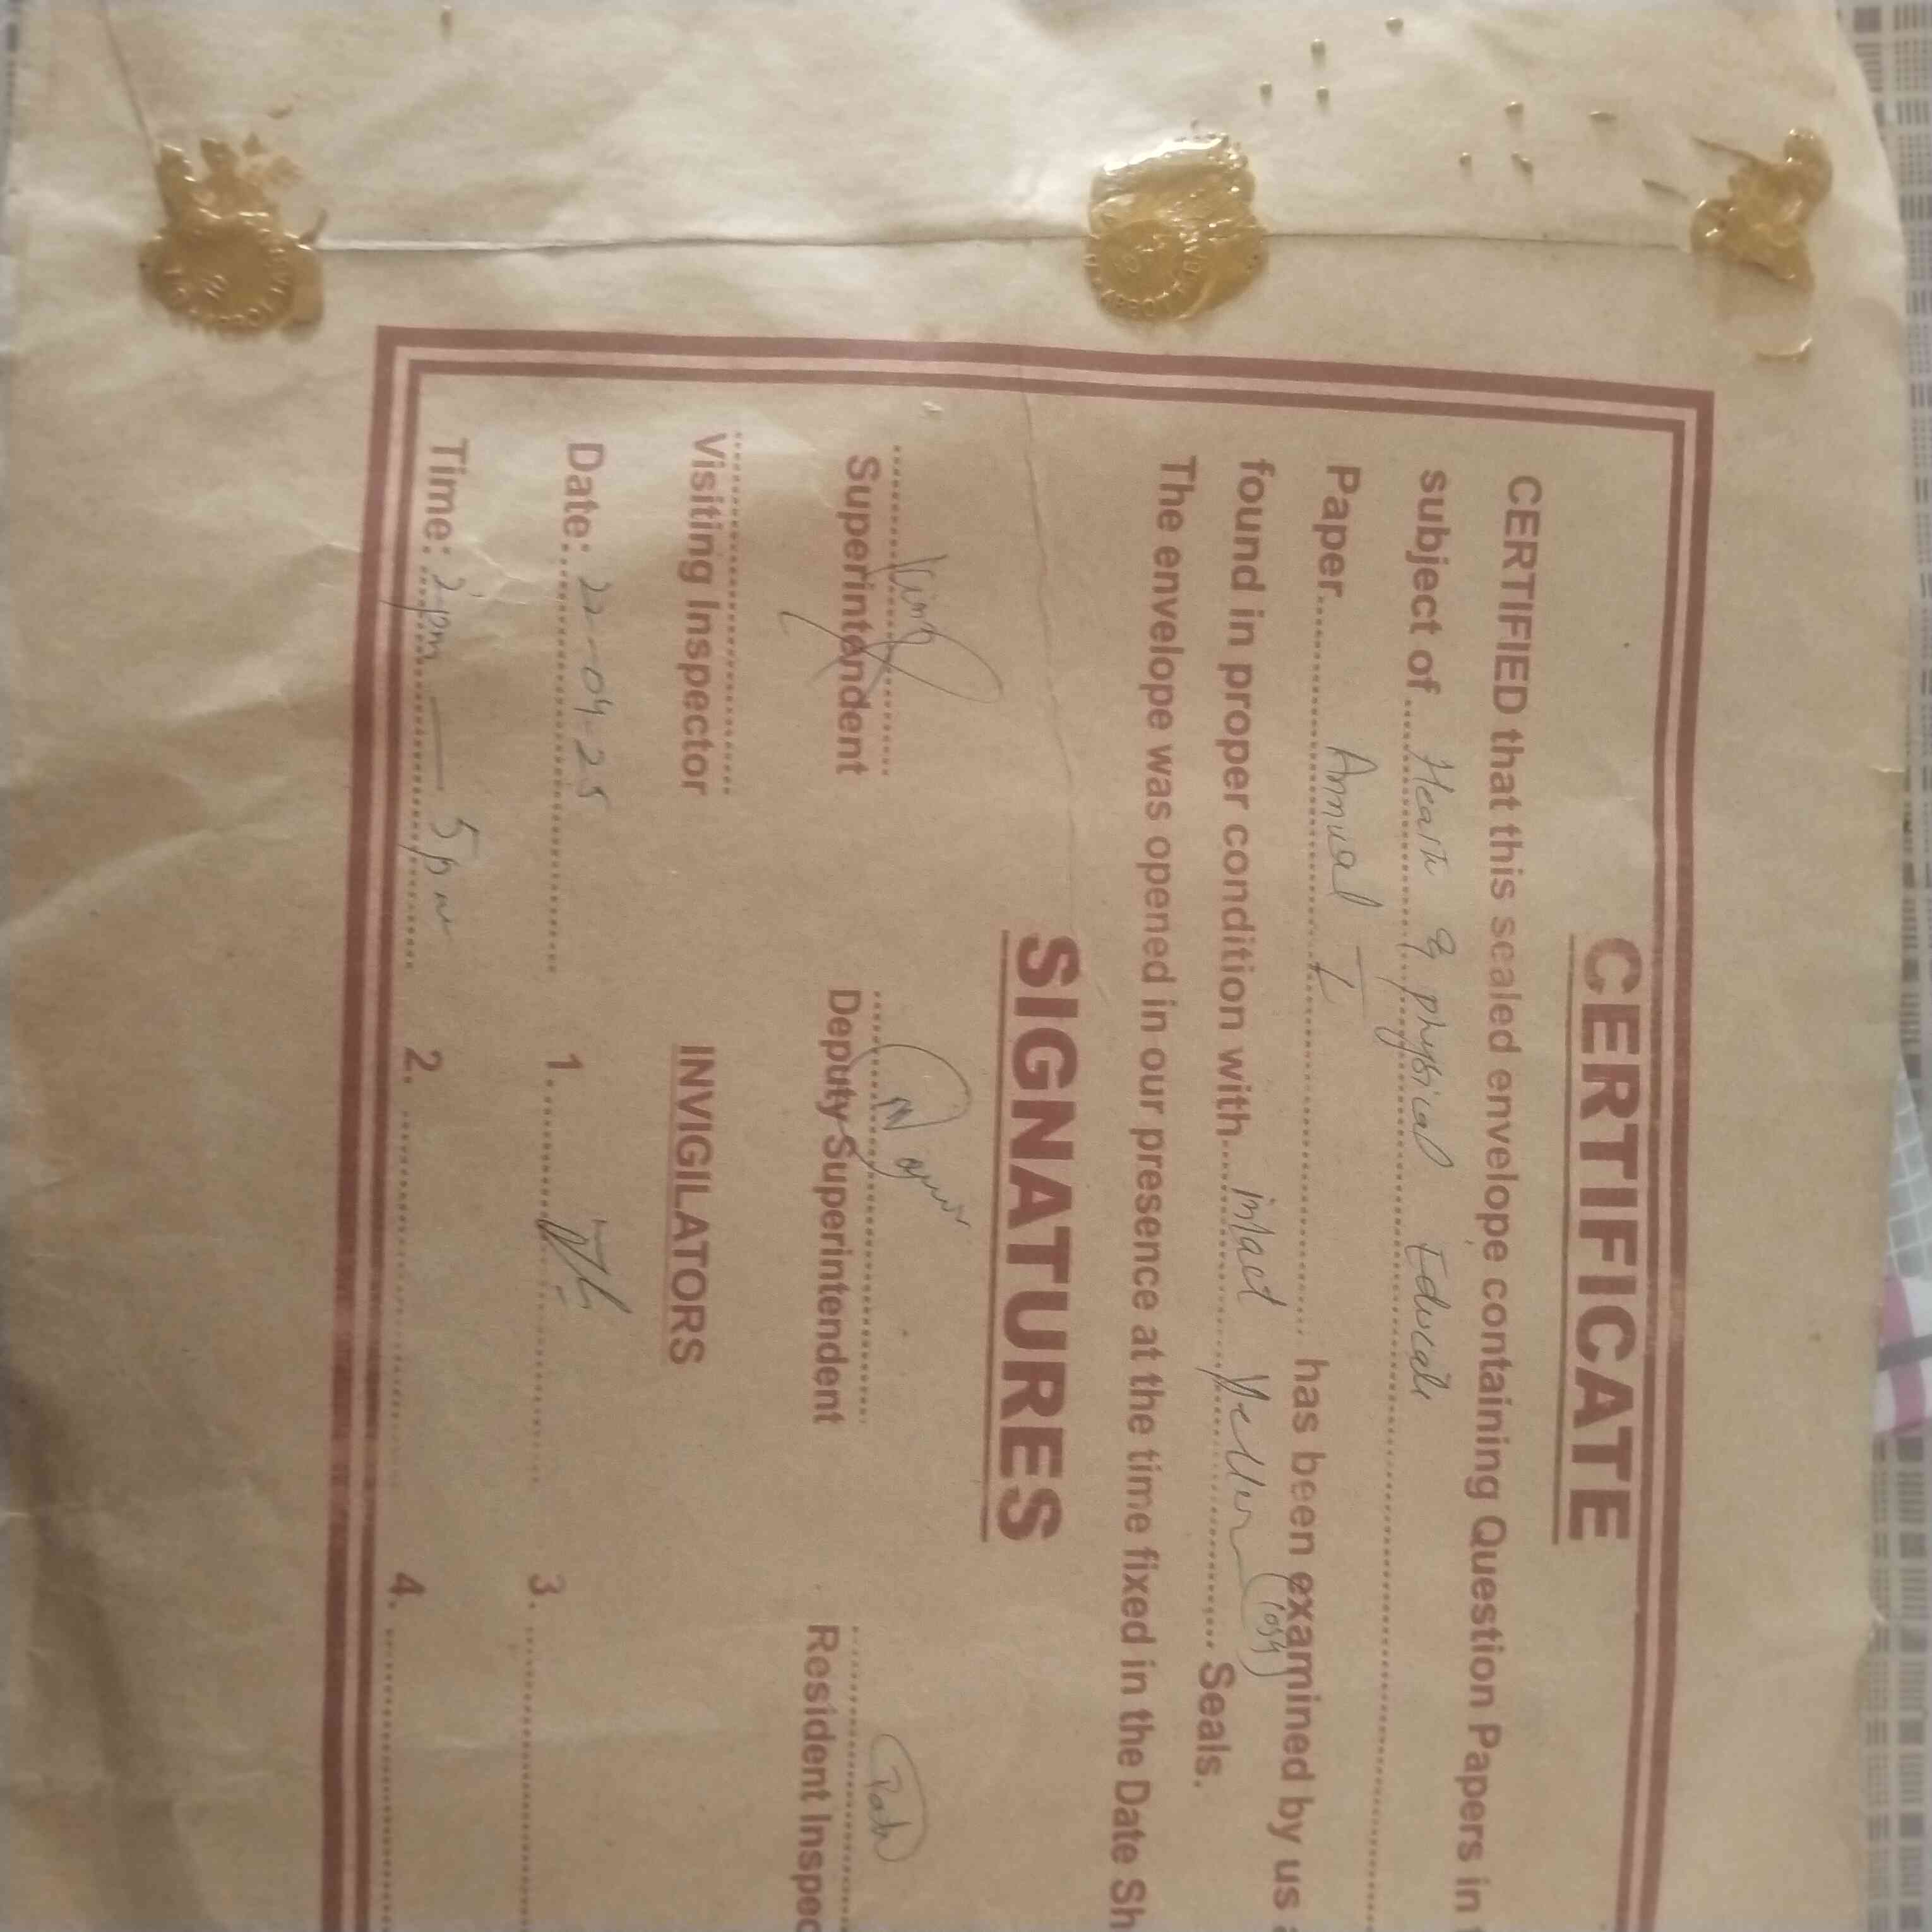 CERTIFICATE
CERTIFIED that this sealed envelope containing Question Papers in
subject of Heart & physical Educati
Paper Annual I has been examined by us
found in proper condition with intact Yellow (losy) Seals.
The envelope was opened in our presence at the time fixed in the Date Sh
SIGNATURES
Superintendent Deputy Superintendent Resident Inspec
Visiting Inspector INVIGILATORS
Date: 22-04-25 1. 3.
Time: 2pm — 5pm 2. 4.